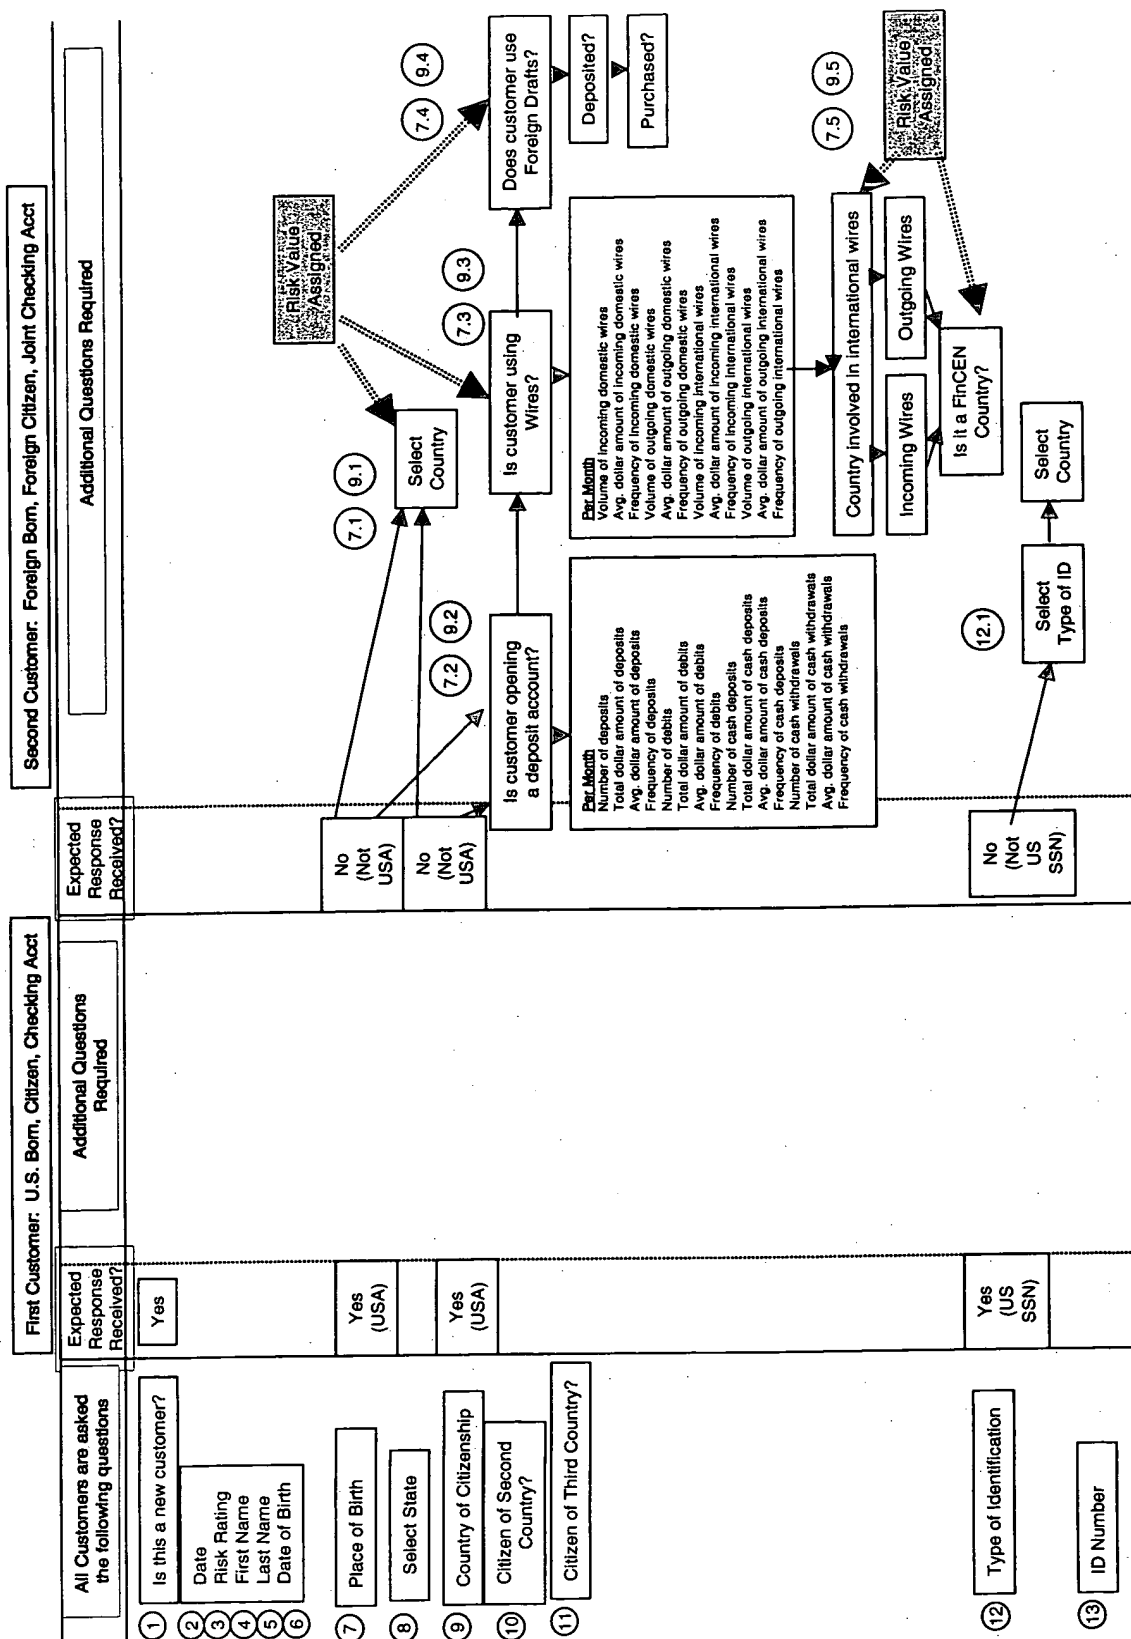 First Customer: U.S. Born, Citizen, Checking Acct
Second Customer: Foreign Born, Foreign Citizen, Joint Checking Acct
All Customers are asked
the following questions
Expected
Response
Received?
Additional Questions
Required
Expected
Response
Received?
Additional Questions Required
1
Is this a new customer?
Yes
2
Date
3
Risk Rating
4
First Name
5
Last Name
6
Date of Birth
7
Place of Birth
Yes
(USA)
No
(Not
USA)
8
Select State
9
Country of Citizenship
Yes
(USA)
No
(Not
USA)
10
Citizen of Second
Country?
11
Citizen of Third Country?
Risk Value
Assigned
7.1
9.1
Select
Country
7.2
9.2
Is customer opening
a deposit account?
7.3
9.3
Is customer using
Wires?
7.4
9.4
Does customer use
Foreign Drafts?
Deposited?
Purchased?
Per Month
Number of deposits
Total dollar amount of deposits
Avg. dollar amount of deposits
Frequency of deposits
Number of debits
Total dollar amount of debits
Avg. dollar amount of debits
Frequency of debits
Number of cash deposits
Total dollar amount of cash deposits
Avg. dollar amount of cash deposits
Frequency of cash deposits
Number of cash withdrawals
Total dollar amount of cash withdrawals
Avg. dollar amount of cash withdrawals
Frequency of cash withdrawals
Per Month
Volume of incoming domestic wires
Avg. dollar amount of incoming domestic wires
Frequency of incoming domestic wires
Volume of outgoing domestic wires
Avg. dollar amount of outgoing domestic wires
Frequency of outgoing domestic wires
Volume of incoming international wires
Avg. dollar amount of incoming international wires
Frequency of incoming international wires
Volume of outgoing international wires
Avg. dollar amount of outgoing international wires
Frequency of outgoing international wires
7.5
9.5
Country involved in international wires
Risk Value
Assigned
Incoming Wires
Outgoing Wires
Is it a FinCEN
Country?
12
Type of Identification
Yes
(US
SSN)
No
(Not
US
SSN)
12.1
Select
Type of ID
Select
Country
13
ID Number